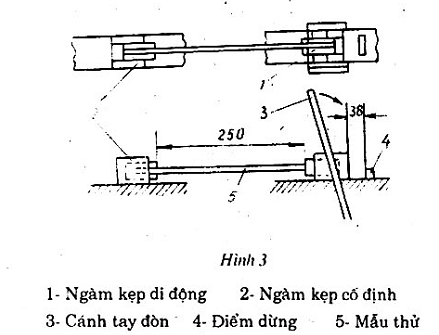 1
3
38
4
250
5
Hình 3
1- Ngàm kẹp di động 2- Ngàm kẹp cố định
3- Cánh tay đòn 4- Điểm dừng 5- Mẫu thử